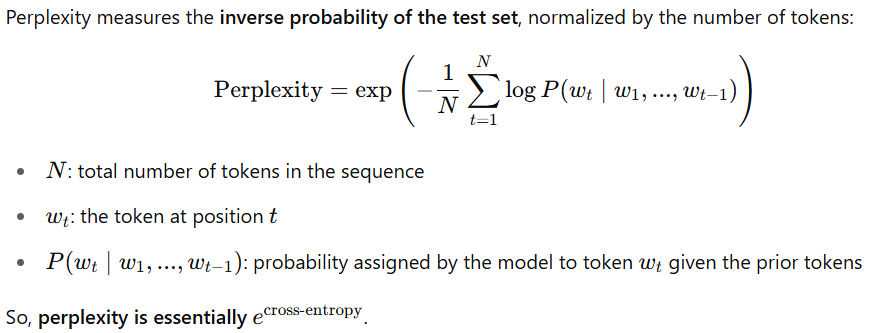 Perplexity measures the inverse probability of the test set, normalized by the number of tokens:
Perplexity = exp ( − 1/N ∑_{t=1}^{N} log P(w_t | w_1, ..., w_{t−1}) )
• N: total number of tokens in the sequence
• w_t: the token at position t
• P(w_t | w_1, ..., w_{t−1}): probability assigned by the model to token w_t given the prior tokens
So, perplexity is essentially e^{cross-entropy}.